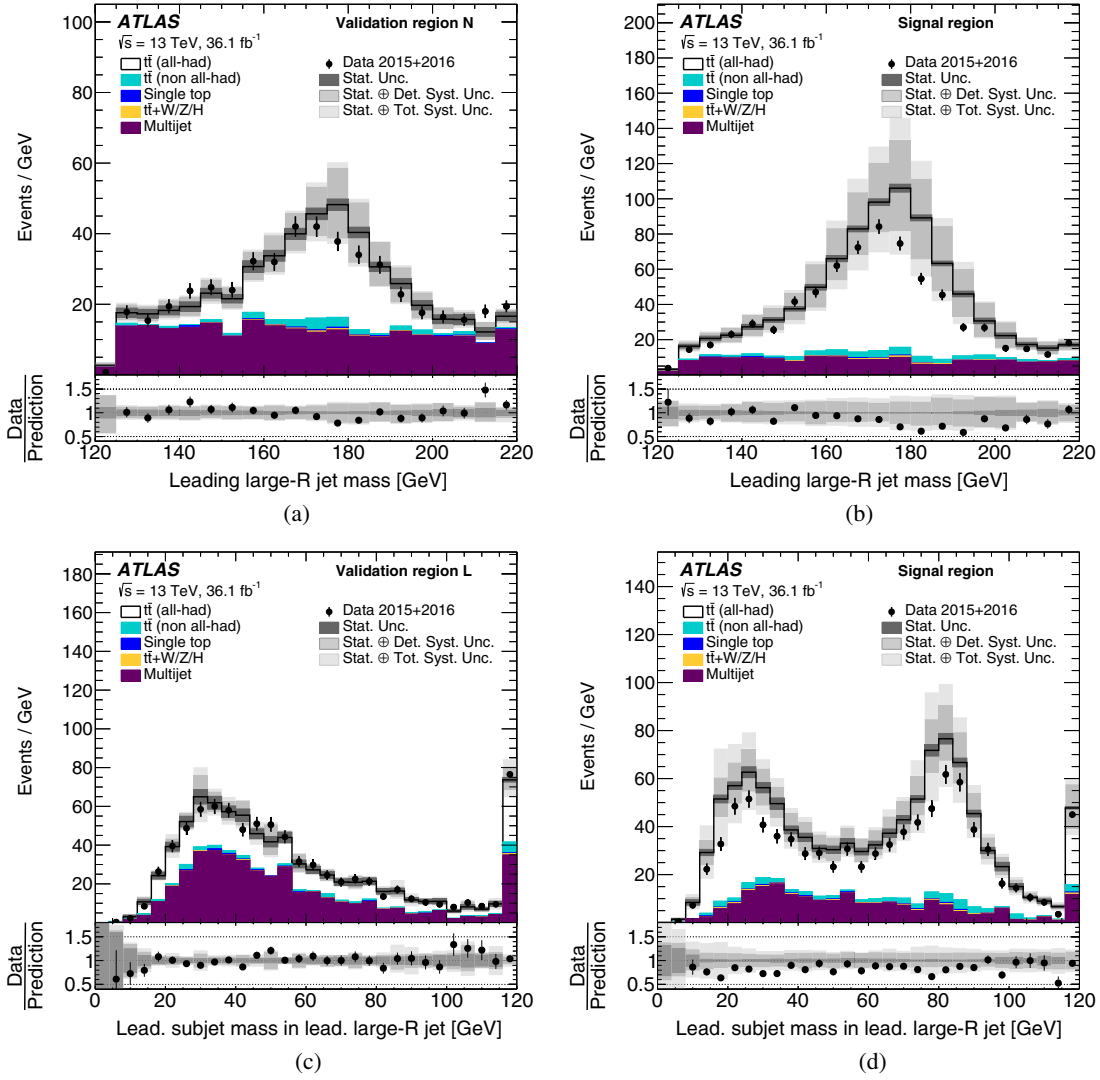 ATLAS Validation region N
√s = 13 TeV, 36.1 fb⁻¹
tt̄ (all-had) Data 2015+2016
tt̄ (non all-had) Stat. Unc.
Single top Stat. ⊕ Det. Syst. Unc.
tt̄+W/Z/H Stat. ⊕ Tot. Syst. Unc.
Multijet
Events / GeV
100
80
60
40
20
Data
Prediction
1.5
1
0.5
120 140 160 180 200 220
Leading large-R jet mass [GeV]
(a)
ATLAS Signal region
√s = 13 TeV, 36.1 fb⁻¹
tt̄ (all-had) Data 2015+2016
tt̄ (non all-had) Stat. Unc.
Single top Stat. ⊕ Det. Syst. Unc.
tt̄+W/Z/H Stat. ⊕ Tot. Syst. Unc.
Multijet
Events / GeV
200
180
160
140
120
100
80
60
40
20
Data
Prediction
1.5
1
0.5
120 140 160 180 200 220
Leading large-R jet mass [GeV]
(b)
ATLAS Validation region L
√s = 13 TeV, 36.1 fb⁻¹
tt̄ (all-had) Data 2015+2016
tt̄ (non all-had) Stat. Unc.
Single top Stat. ⊕ Det. Syst. Unc.
tt̄+W/Z/H Stat. ⊕ Tot. Syst. Unc.
Multijet
Events / GeV
180
160
140
120
100
80
60
40
20
Data
Prediction
1.5
1
0.5
0 20 40 60 80 100 120
Lead. subjet mass in lead. large-R jet [GeV]
(c)
ATLAS Signal region
√s = 13 TeV, 36.1 fb⁻¹
tt̄ (all-had) Data 2015+2016
tt̄ (non all-had) Stat. Unc.
Single top Stat. ⊕ Det. Syst. Unc.
tt̄+W/Z/H Stat. ⊕ Tot. Syst. Unc.
Multijet
Events / GeV
140
120
100
80
60
40
20
Data
Prediction
1.5
1
0.5
0 20 40 60 80 100 120
Lead. subjet mass in lead. large-R jet [GeV]
(d)